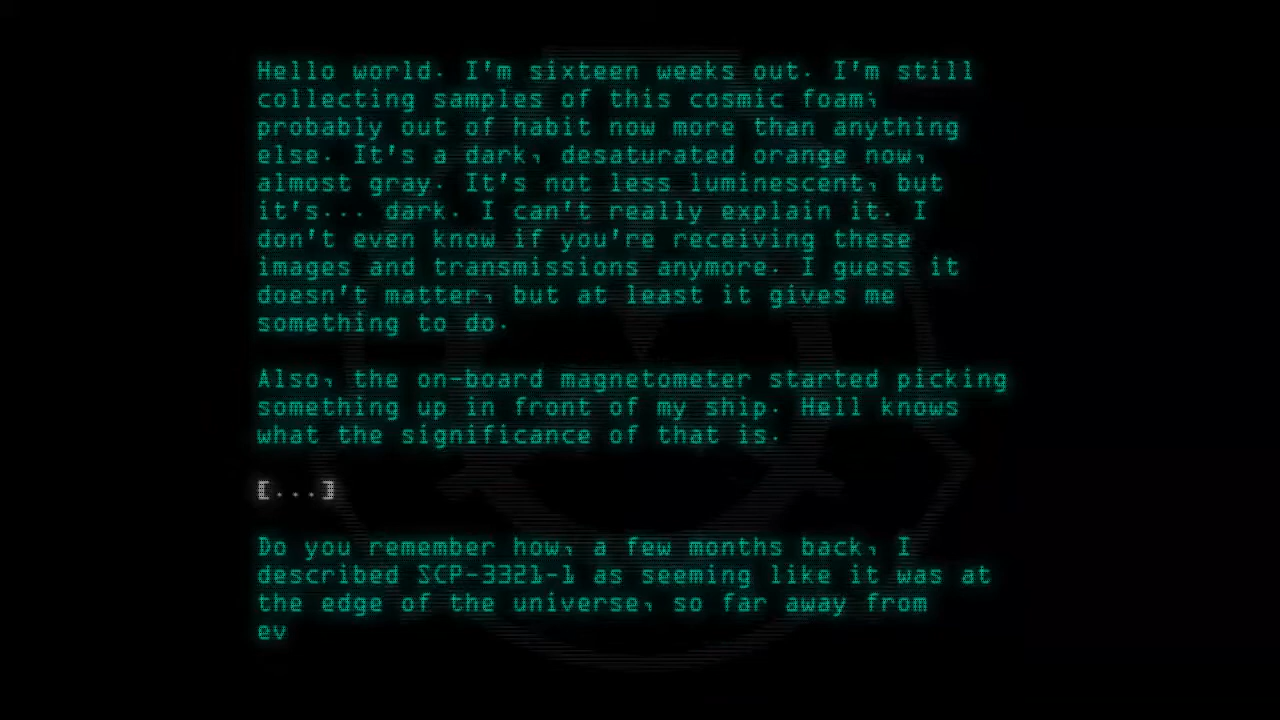 Hello world. I'm sixteen weeks out. I'm still
collecting samples of this cosmic foam;
probably out of habit now more than anything
else. It's a dark, desaturated orange now,
almost gray. It's not less luminescent, but
it's... dark. I can't really explain it. I
don't even know if you're receiving these
images and transmissions anymore. I guess it
doesn't matter, but at least it gives me
something to do.
Also, the on-board magnetometer started picking
something up in front of my ship. Hell knows
what the significance of that is.
[...]
Do you remember how, a few months back, I
described SCP-3321-1 as seeming like it was at
the edge of the universe, so far away from
ev